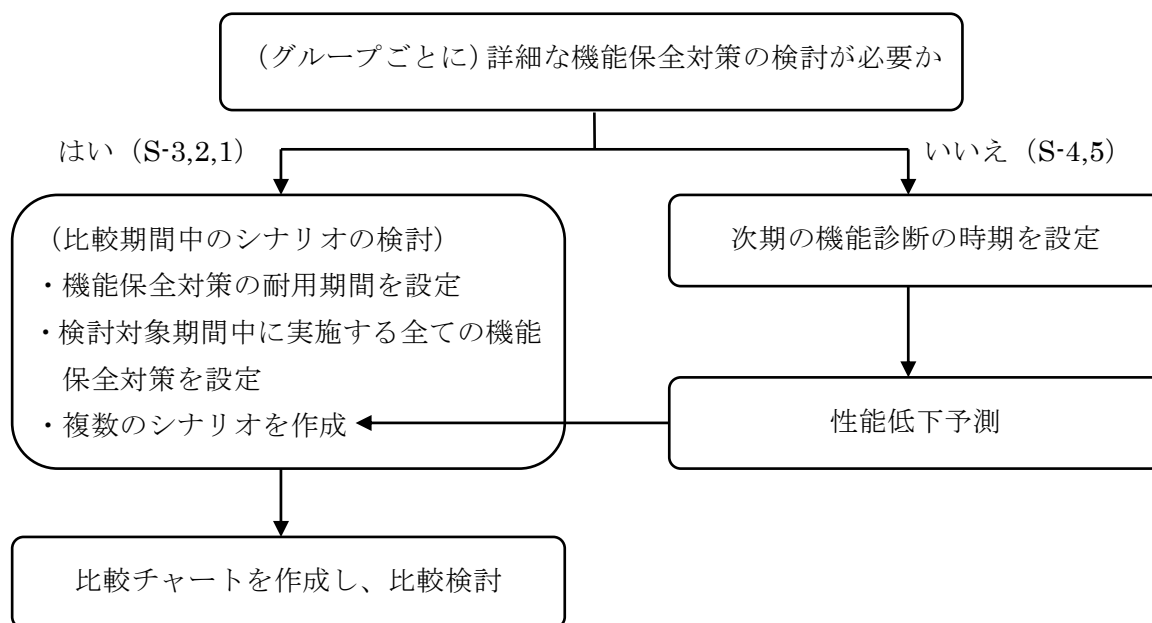 （グループごとに）詳細な機能保全対策の検討が必要か
はい（S-3,2,1）
いいえ（S-4,5）
（比較期間中のシナリオの検討）
・機能保全対策の耐用期間を設定
・検討対象期間中に実施する全ての機能
保全対策を設定
・複数のシナリオを作成
次期の機能診断の時期を設定
性能低下予測
比較チャートを作成し、比較検討